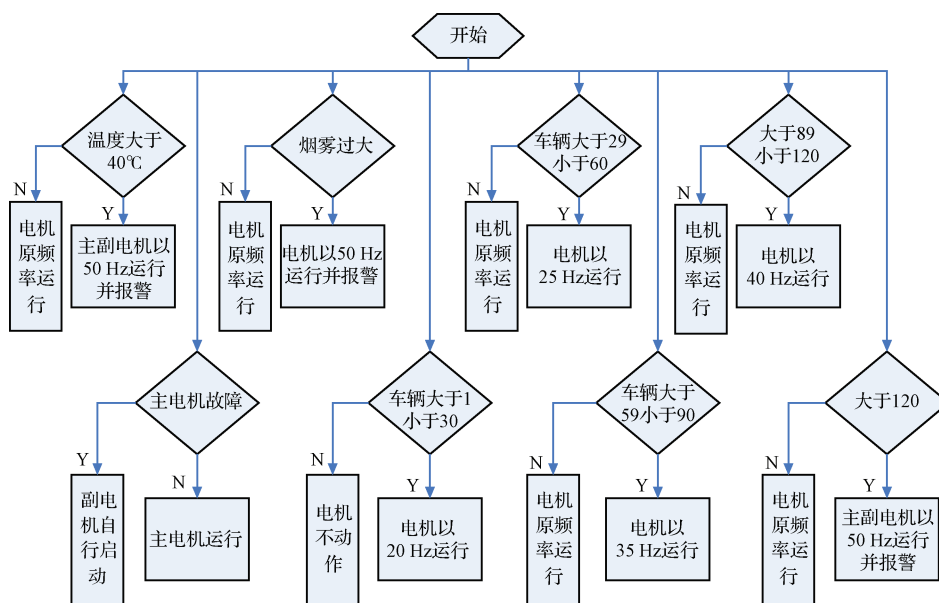 开始
温度大于
40℃
N
Y
电机
原频
率运
行
主副电机以
50 Hz运行
并报警
烟雾过大
N
Y
电机
原频
率运
行
电机以50 Hz
运行并报警
车辆大于29
小于60
N
Y
电机
原频
率运
行
电机以
25 Hz运行
大于89
小于120
N
Y
电机
原频
率运
行
电机以
40 Hz运行
主电机故障
Y
N
副电
机自
行启
动
主电机运行
车辆大于1
小于30
N
Y
电机
不动
作
电机以
20 Hz运行
车辆大于
59小于90
N
Y
电机
原频
率运
行
电机以
35 Hz运行
大于120
N
Y
电机
原频
率运
行
主副电机以
50 Hz运行
并报警